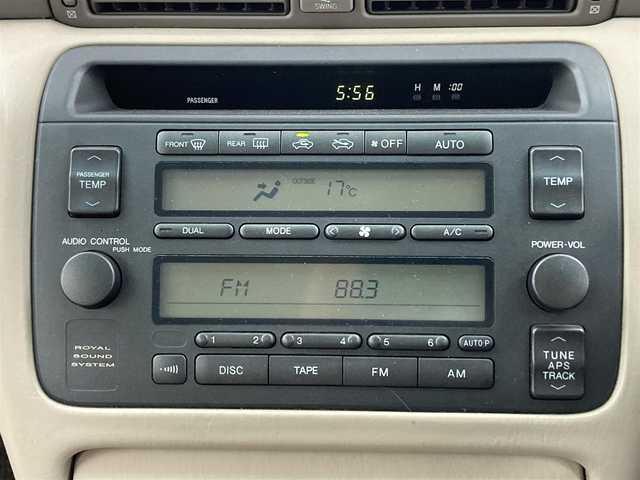 SWING
PASSENGER 5:56 H M :00
FRONT REAR OFF AUTO
PASSENGER
TEMP
OUTSIDE 17°C
TEMP
DUAL MODE A/C
AUDIO CONTROL
PUSH MODE
POWER-VOL
FM 88.3
1 2 3 4 5 6 AUTO·P
ROYAL
SOUND
SYSTEM
DISC TAPE FM AM
TUNE
APS
TRACK